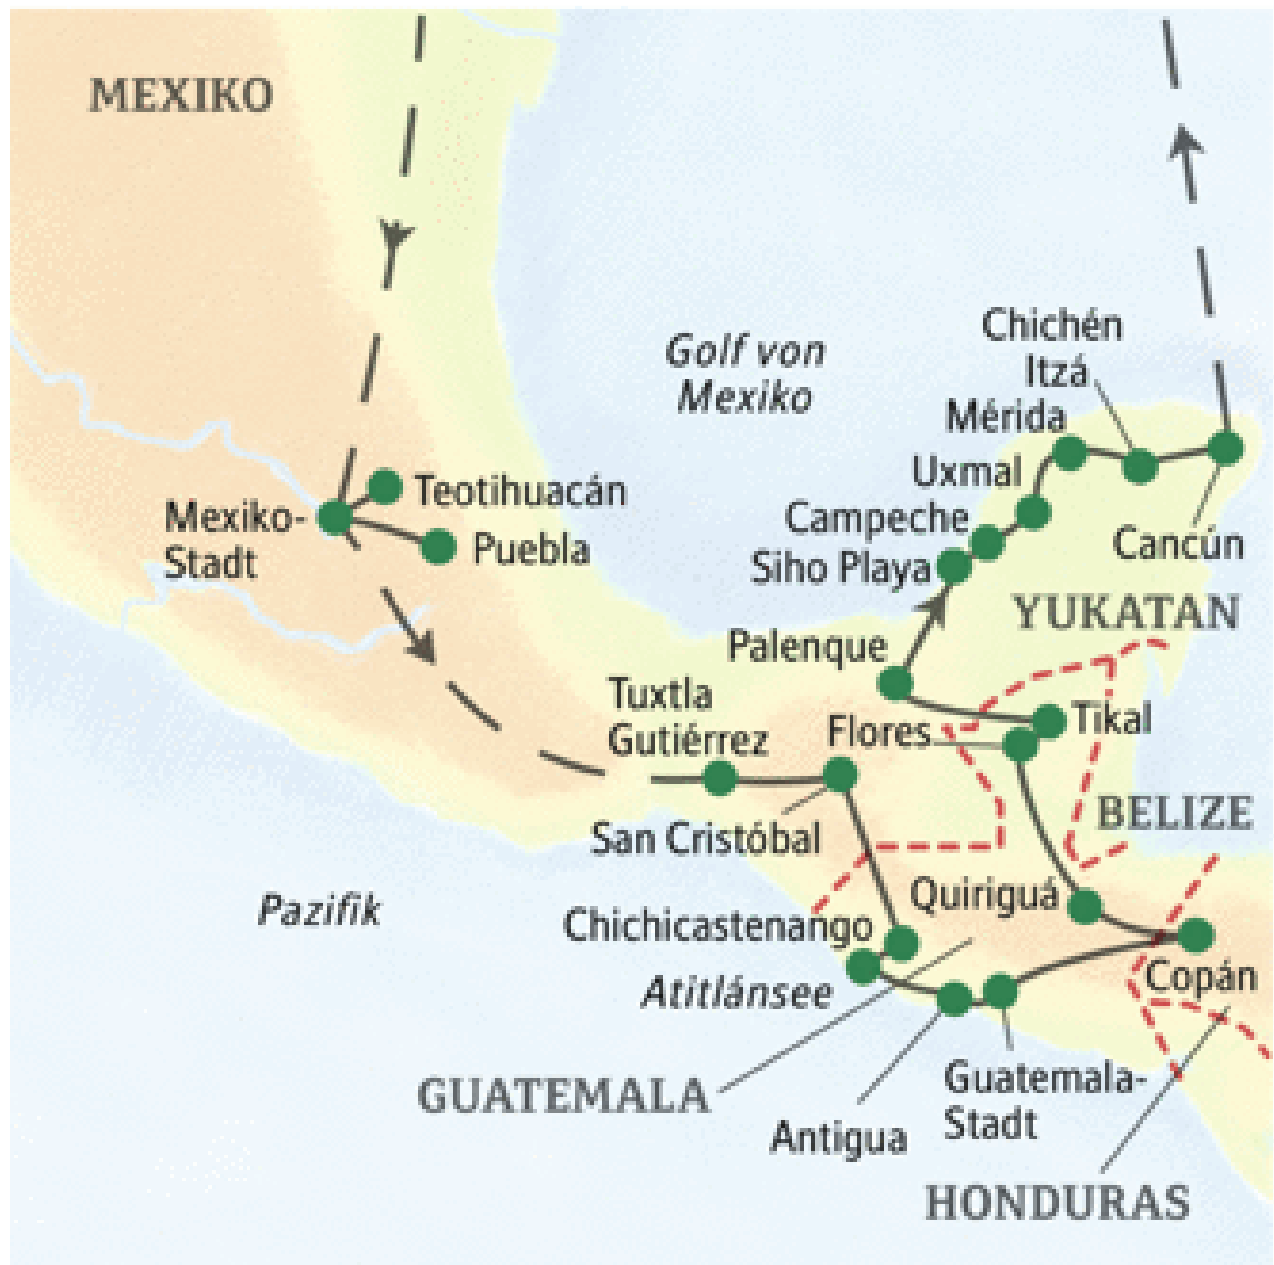 MEXIKO
Golf von
Mexiko
Chichén
Itzá
Mérida
Uxmal
Campeche
Siho Playa
Cancún
Teotihuacán
Mexiko-
Stadt
Puebla
YUKATAN
Palenque
Tuxtla
Gutiérrez
Flores
Tikal
BELIZE
San Cristóbal
Pazifik
Quiriguá
Chichicastenango
Copán
Atitlánsee
GUATEMALA
Guatemala-
Stadt
Antigua
HONDURAS